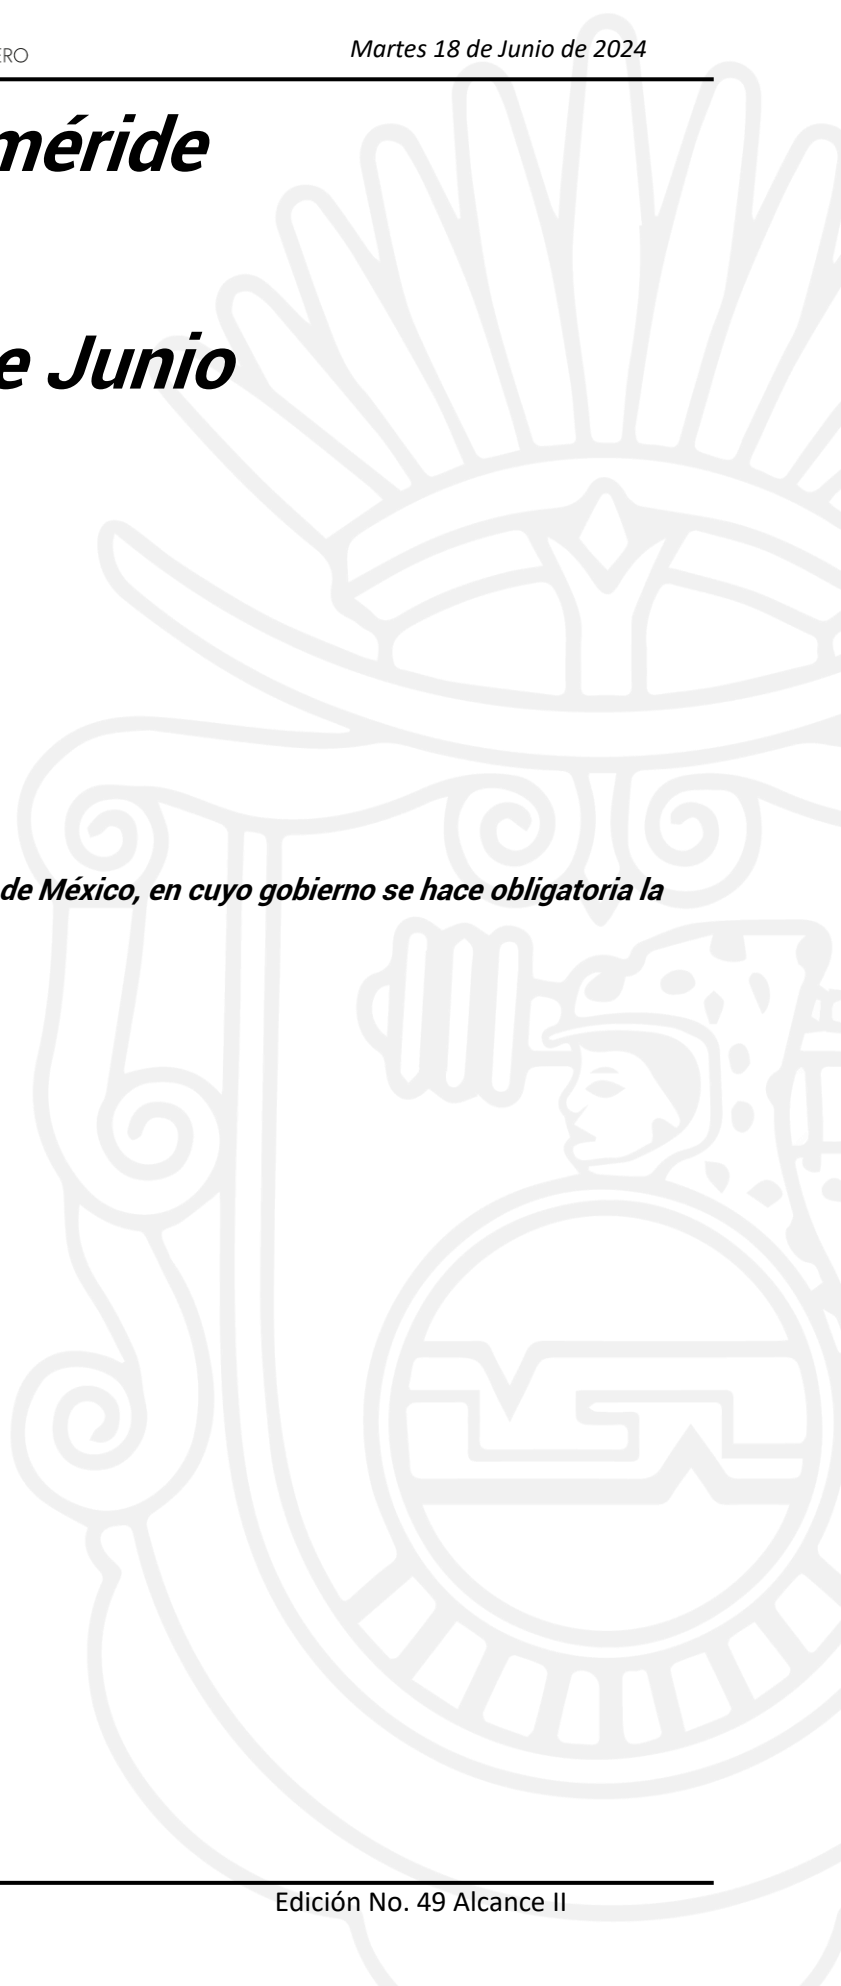 ERO
Martes 18 de Junio de 2024
méride
e Junio
de México, en cuyo gobierno se hace obligatoria la
Edición No. 49 Alcance II